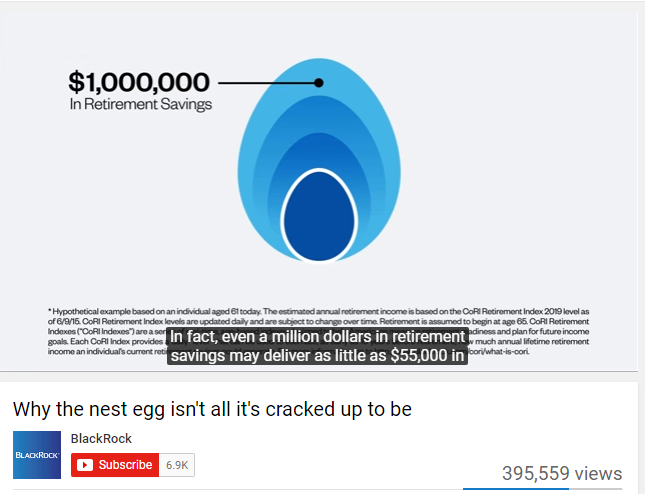 $1,000,000
In Retirement Savings
* Hypothetical example based on an individual aged 61 today. The estimated annual retirement income is based on the CoRI Retirement Index 2019 level as
of 6/9/15. CoRI Retirement Index levels are updated daily and are subject to change over time. Retirement is assumed to begin at age 65. CoRI Retirement
Indexes ("CoRI Indexes") are a ser adiness and plan for future income
goals. Each CoRI Index provides w much annual lifetime retirement
income an individual's current reti cori/what-is-cori.
In fact, even a million dollars in retirement
savings may deliver as little as $55,000 in
Why the nest egg isn't all it's cracked up to be
BLACKROCK
BlackRock
Subscribe 6.9K
395,559 views